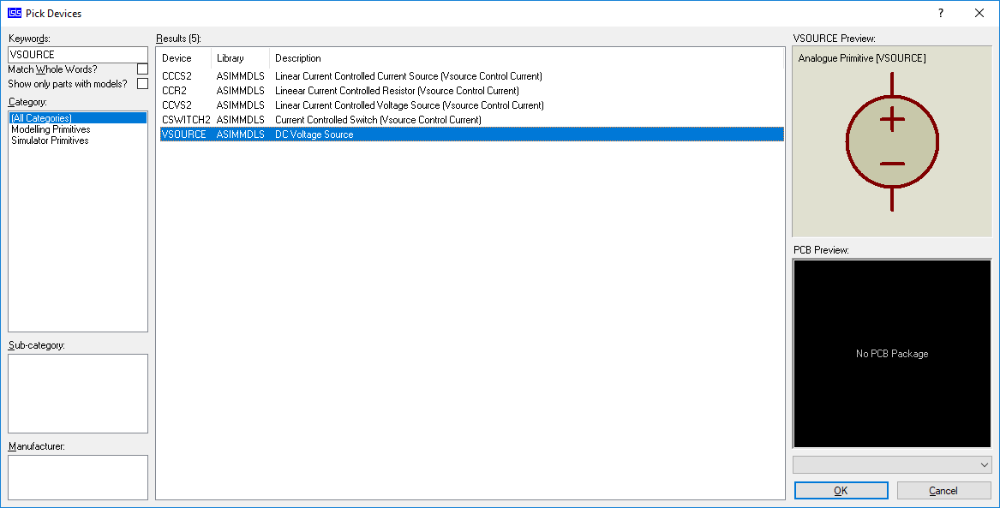 ISIS Pick Devices
?
Keywords:
VSOURCE
Match Whole Words?
Show only parts with models?
Category:
(All Categories)
Modelling Primitives
Simulator Primitives
Sub-category:
Manufacturer:
Results (5):
Device Library Description
CCCS2 ASIMMDLS Linear Current Controlled Current Source (Vsource Control Current)
CCR2 ASIMMDLS Lineear Current Controlled Resistor (Vsource Control Current)
CCVS2 ASIMMDLS Linear Current Controlled Voltage Source (Vsource Control Current)
CSWITCH2 ASIMMDLS Current Controlled Switch (Vsource Control Current)
VSOURCE ASIMMDLS DC Voltage Source
VSOURCE Preview:
Analogue Primitive [VSOURCE]
PCB Preview:
No PCB Package
OK Cancel